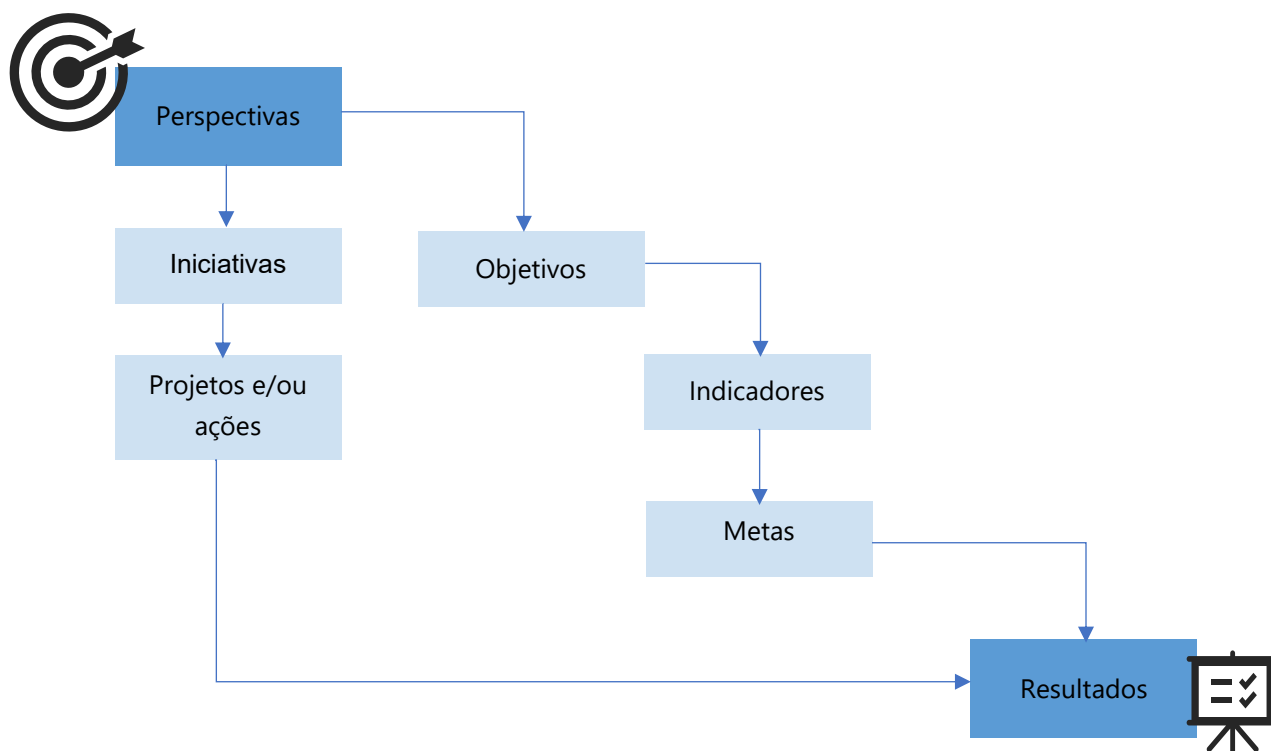 Perspectivas
Iniciativas
Objetivos
Projetos e/ou
ações
Indicadores
Metas
Resultados